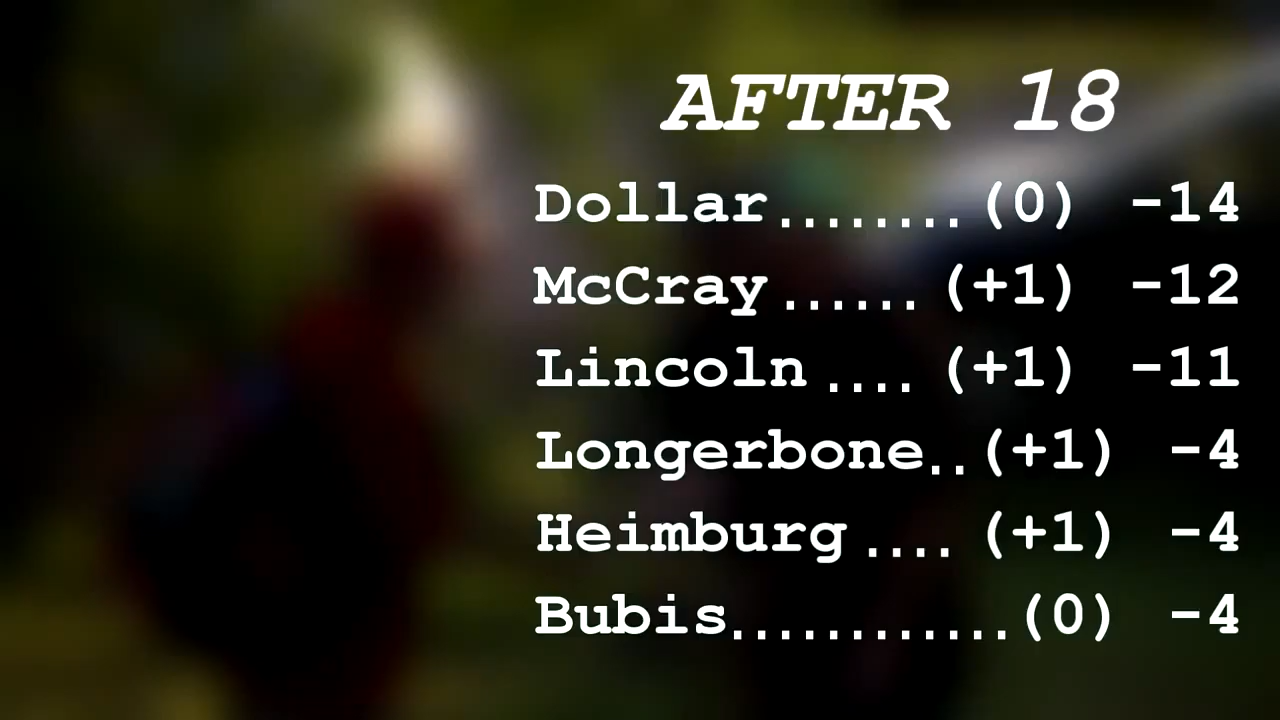 AFTER 18
Dollar........(0) -14
McCray......(+1) -12
Lincoln....(+1) -11
Longerbone..(+1) -4
Heimburg....(+1) -4
Bubis.............(0) -4